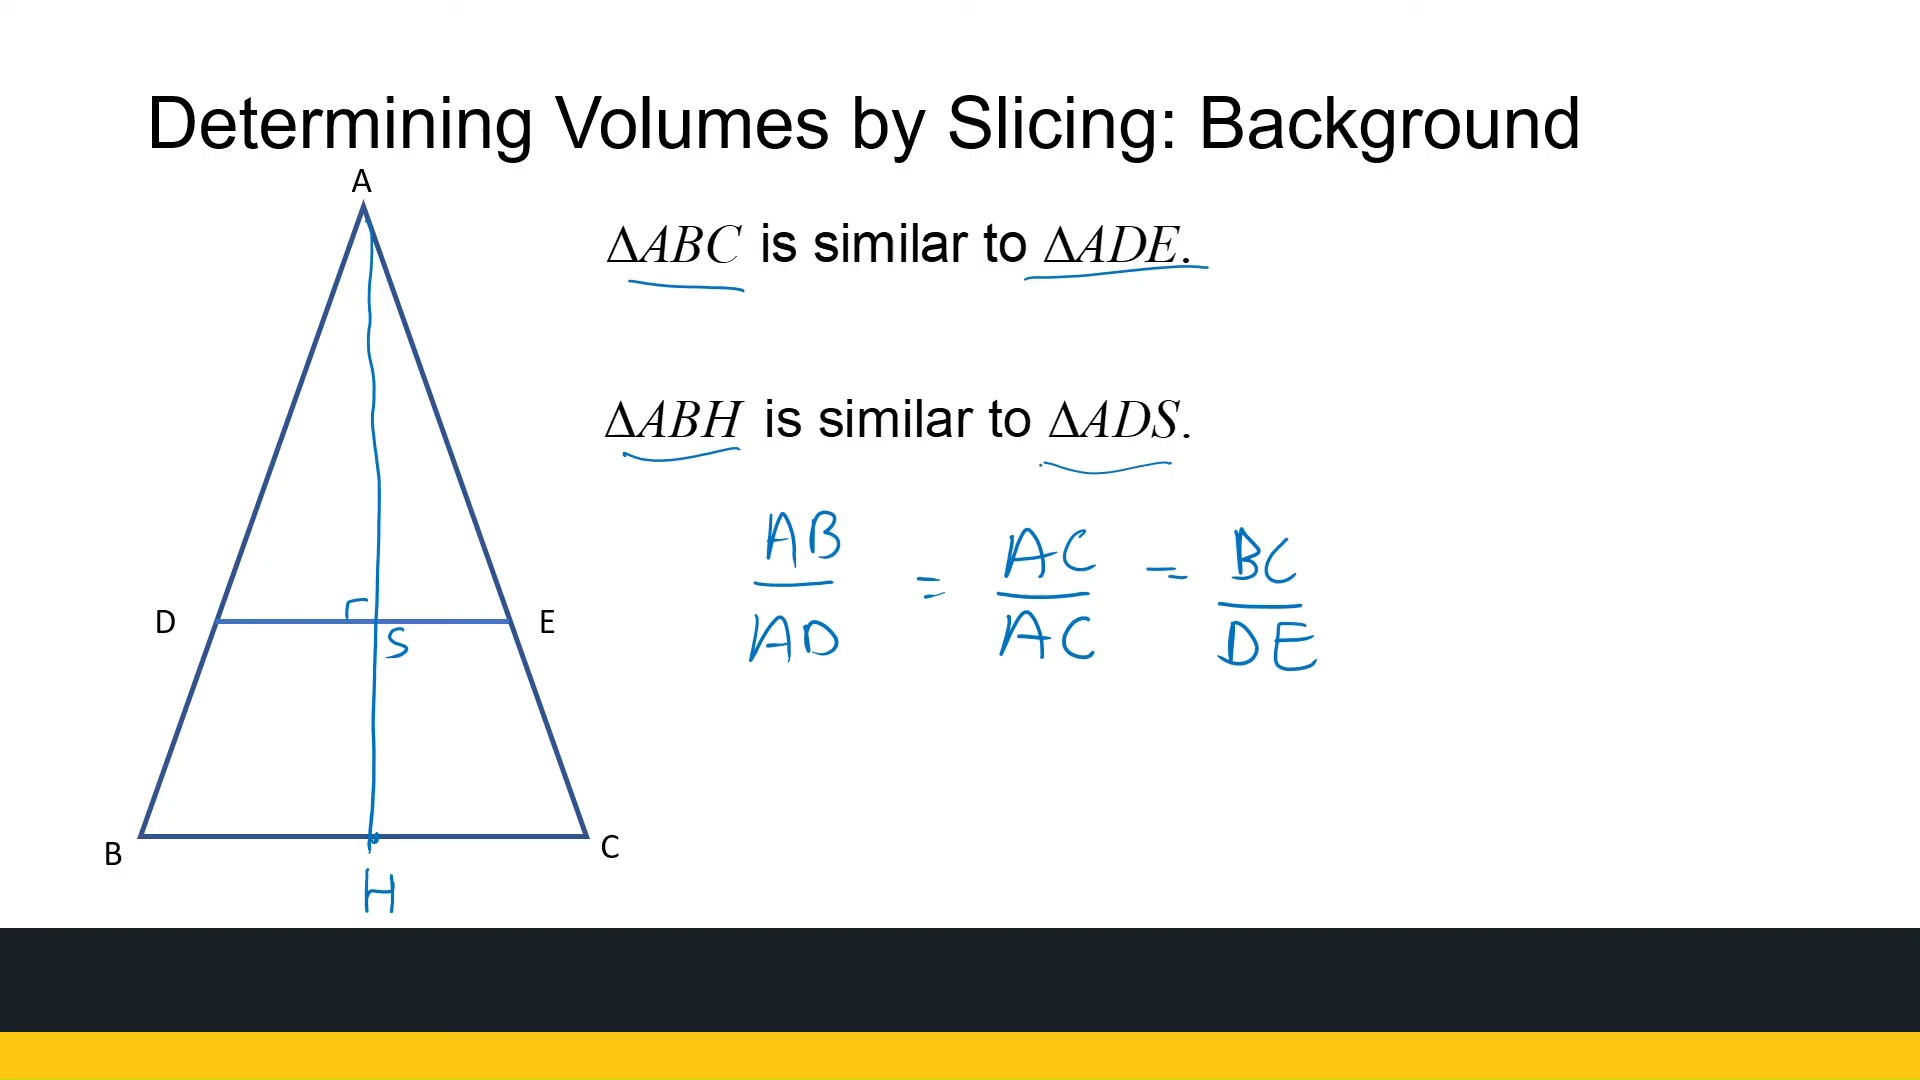 Determining Volumes by Slicing: Background
A
ΔABC is similar to ΔADE.
ΔABH is similar to ΔADS.
AB/AD = AC/AC = BC/DE
D
S
E
B
C
H